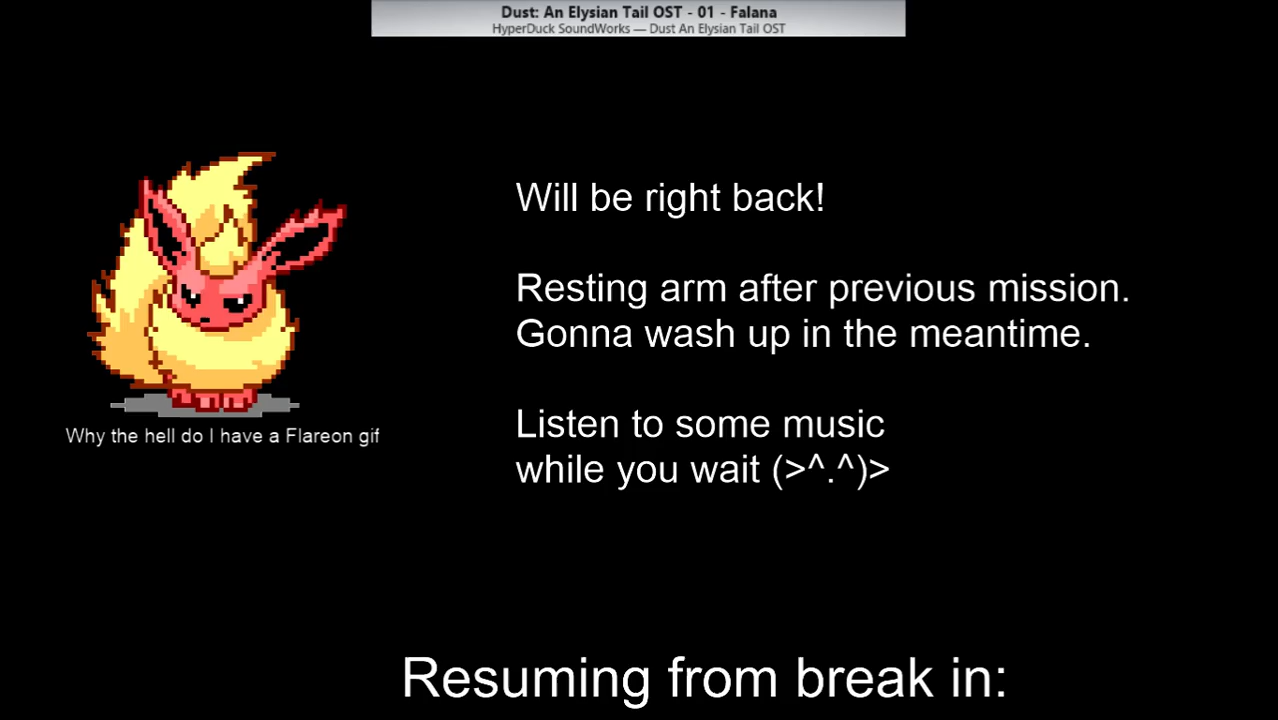 Dust: An Elysian Tail OST - 01 - Falana
HyperDuck SoundWorks — Dust An Elysian Tail OST
Will be right back!
Resting arm after previous mission.
Gonna wash up in the meantime.
Listen to some music
while you wait (>^.^)>
Why the hell do I have a Flareon gif
Resuming from break in: